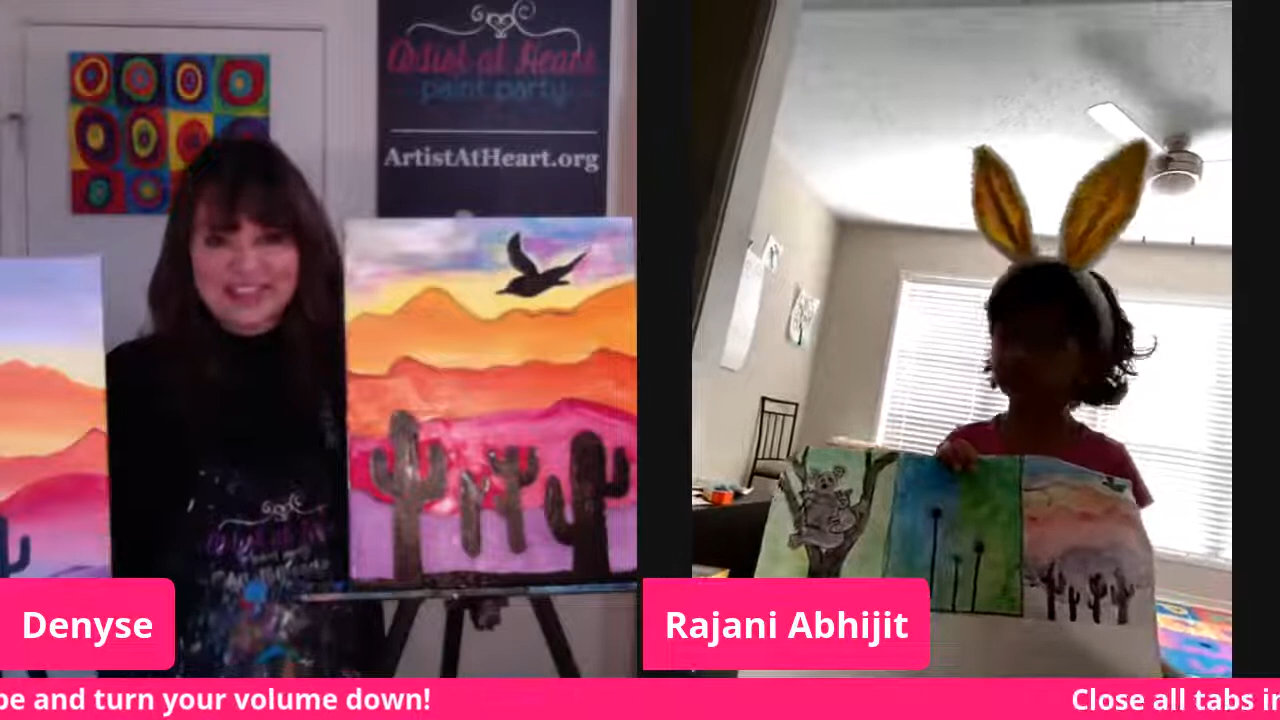 Artist at Heart
paint party
ArtistAtHeart.org
Denyse
Rajani Abhijit
be and turn your volume down!
Close all tabs in